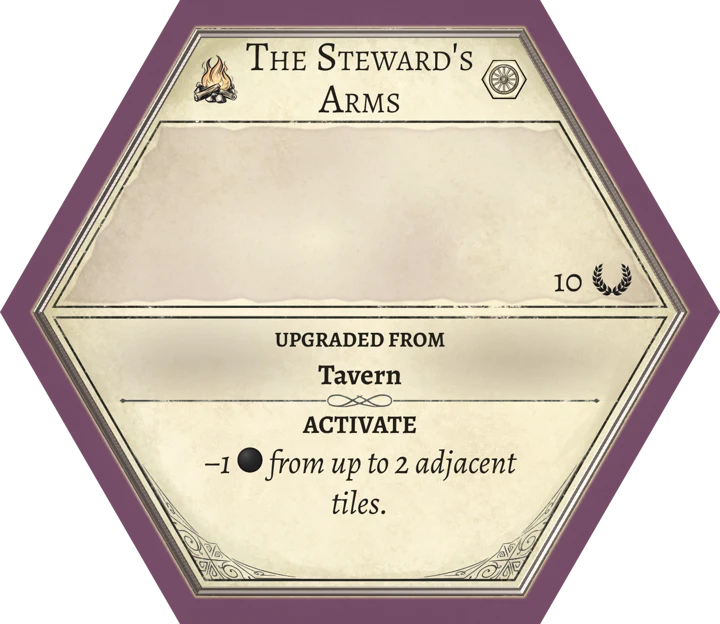 The Steward's
Arms
10
UPGRADED FROM
Tavern
ACTIVATE
–1 from up to 2 adjacent
tiles.